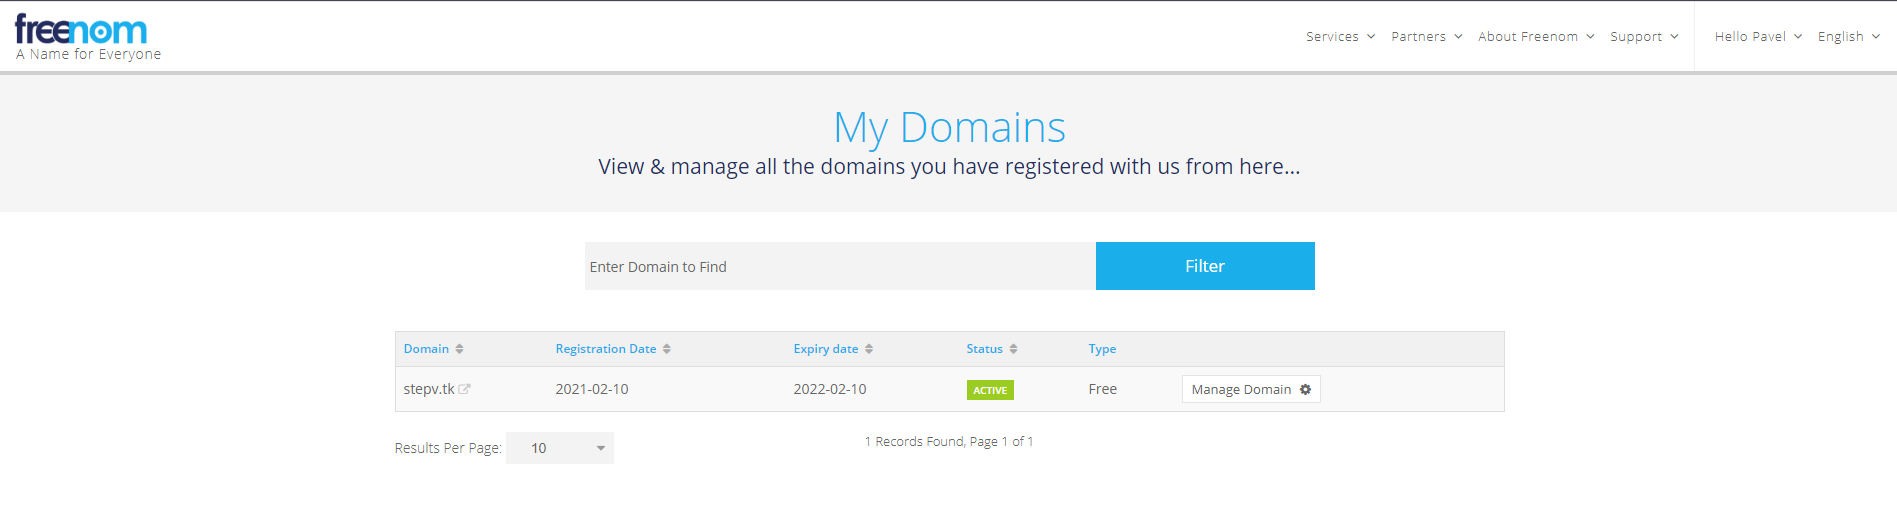 freenom
A Name for Everyone
Services Partners About Freenom Support Hello Pavel English
My Domains
View & manage all the domains you have registered with us from here...
Enter Domain to Find Filter
Domain Registration Date Expiry date Status Type
stepv.tk 2021-02-10 2022-02-10 ACTIVE Free Manage Domain
Results Per Page: 10 1 Records Found, Page 1 of 1